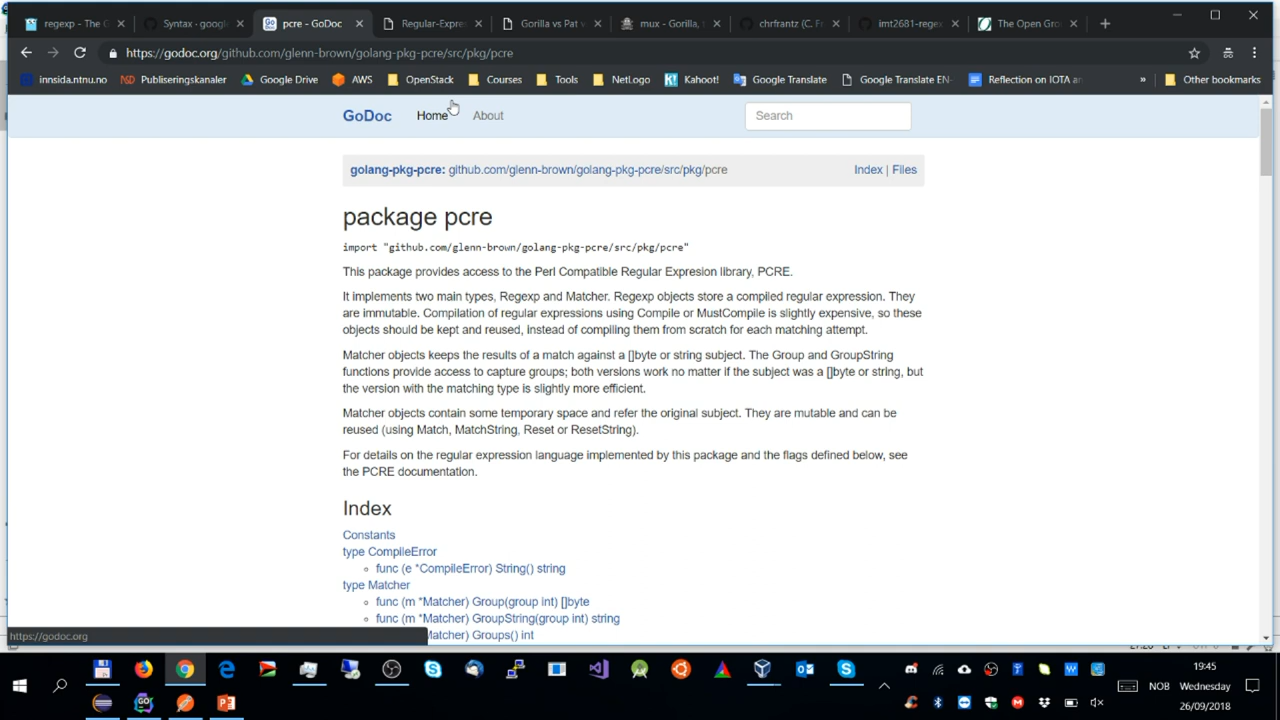 regexp - The G
Syntax · google
pcre - GoDoc
Regular-Expres
Gorilla vs Pat v
mux - Gorilla, t
chrfrantz (C. Fr
imt2681-regex
The Open Gro
https://godoc.org/github.com/glenn-brown/golang-pkg-pcre/src/pkg/pcre
innsida.ntnu.no
Publiseringskanaler
Google Drive
AWS
OpenStack
Courses
Tools
NetLogo
Kahoot!
Google Translate
Google Translate EN-
Reflection on IOTA an
»
Other bookmarks
GoDoc
Home
About
Search
golang-pkg-pcre: github.com/glenn-brown/golang-pkg-pcre/src/pkg/pcre
Index | Files
package pcre
import "github.com/glenn-brown/golang-pkg-pcre/src/pkg/pcre"
This package provides access to the Perl Compatible Regular Expresion library, PCRE.
It implements two main types, Regexp and Matcher. Regexp objects store a compiled regular expression. They
are immutable. Compilation of regular expressions using Compile or MustCompile is slightly expensive, so these
objects should be kept and reused, instead of compiling them from scratch for each matching attempt.
Matcher objects keeps the results of a match against a []byte or string subject. The Group and GroupString
functions provide access to capture groups; both versions work no matter if the subject was a []byte or string, but
the version with the matching type is slightly more efficient.
Matcher objects contain some temporary space and refer the original subject. They are mutable and can be
reused (using Match, MatchString, Reset or ResetString).
For details on the regular expression language implemented by this package and the flags defined below, see
the PCRE documentation.
Index
Constants
type CompileError
func (e *CompileError) String() string
type Matcher
func (m *Matcher) Group(group int) []byte
func (m *Matcher) GroupString(group int) string
Matcher) Groups() int
https://godoc.org
19:45
NOB
Wednesday
26/09/2018